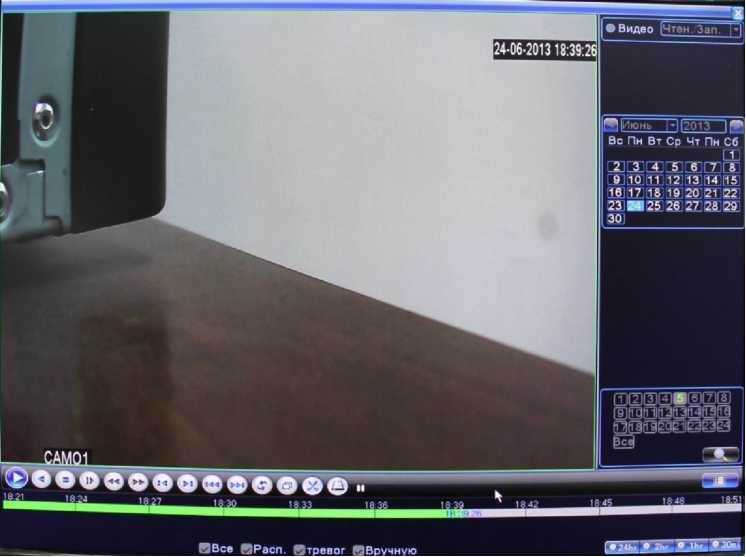 Видео Чтен./Зап.
24-06-2013 18:39:26
Июнь 2013
Вс Пн Вт Ср Чт Пн Сб
1
2 3 4 5 6 7 8
9 10 11 12 13 14 15
16 17 18 19 20 21 22
23 24 25 26 27 28 29
30
1 2 3 4 5 6 7 8
9 10 11 12 13 14 15 16
17 18 19 20 21 22 23 24
Все
CAM01
18:21 18:24 18:27 18:30 18:33 18:36 18:39 18:42 18:45 18:48 18:51
18:39:26
Все Расп. тревог Вручную
24hr 2hr 1hr